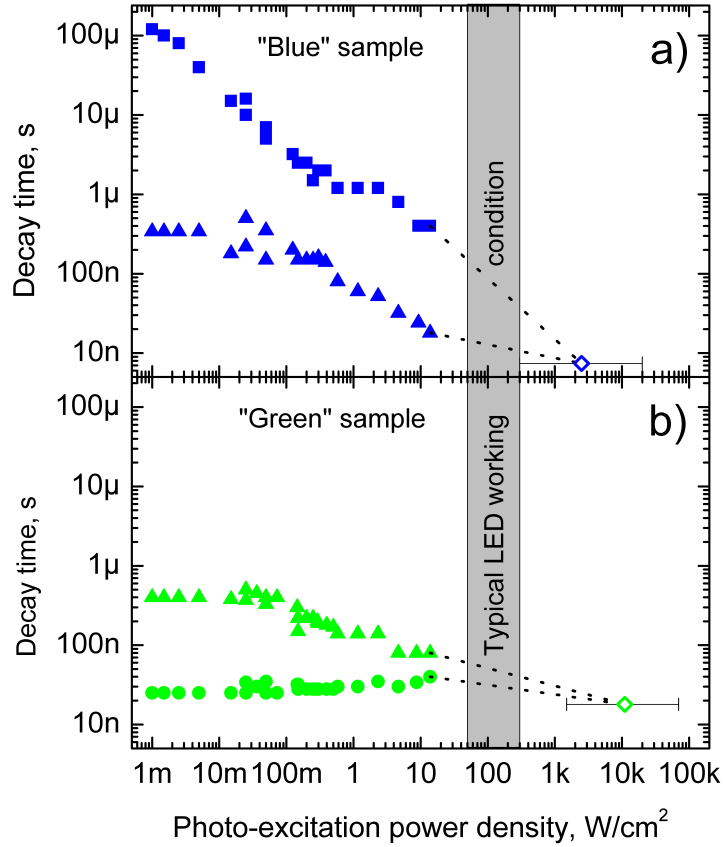 100µ
10µ
1µ
100n
10n
Decay time, s
"Blue" sample
a)
Typical LED working
condition
100µ
10µ
1µ
100n
10n
Decay time, s
"Green" sample
b)
1m 10m 100m 1 10 100 1k 10k 100k
Photo-excitation power density, W/cm²